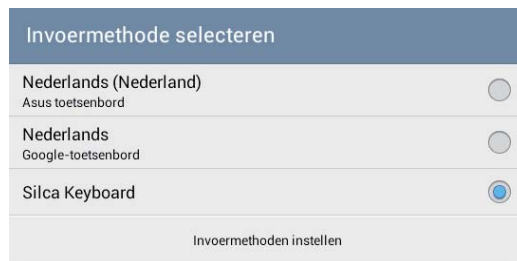 Invoermethode selecteren
Nederlands (Nederland)
Asus toetsenbord
Nederlands
Google-toetsenbord
Silca Keyboard
Invoermethoden instellen